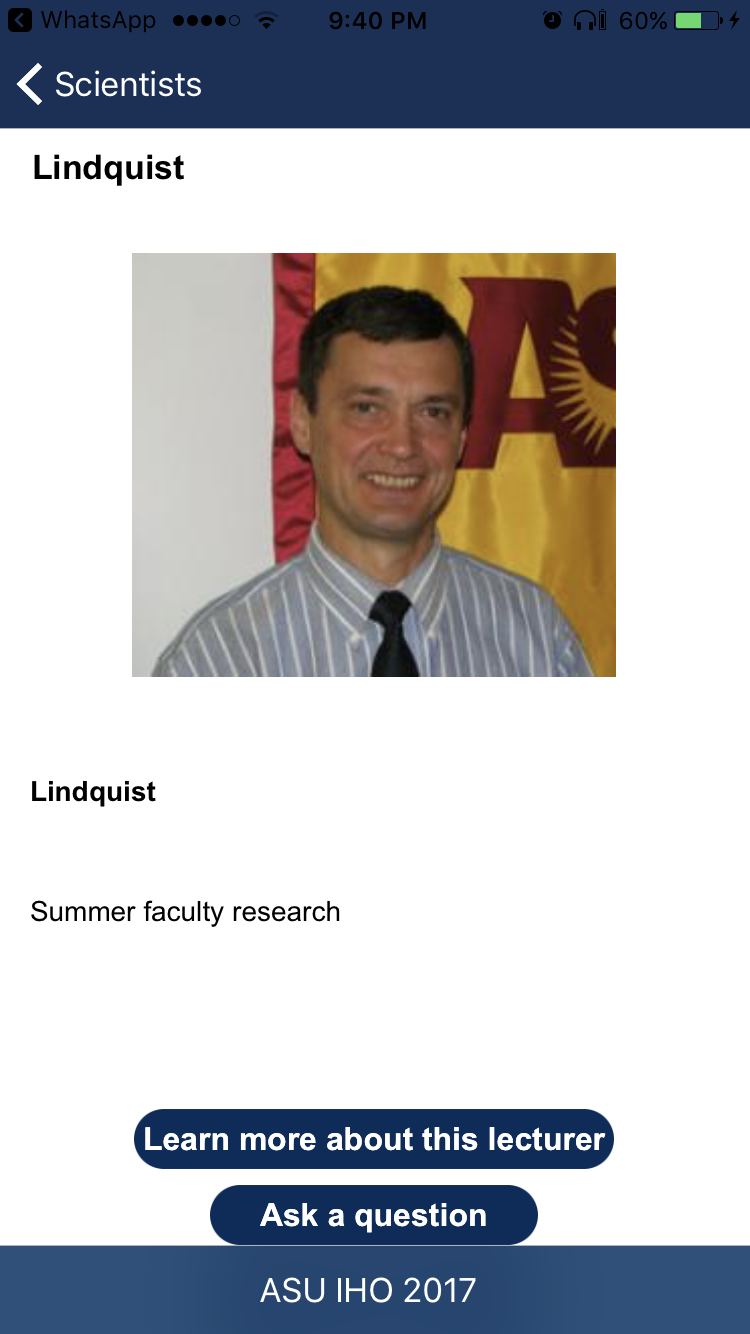 WhatsApp 9:40 PM 60%
Scientists
Lindquist
AS
Lindquist
Summer faculty research
Learn more about this lecturer
Ask a question
ASU IHO 2017